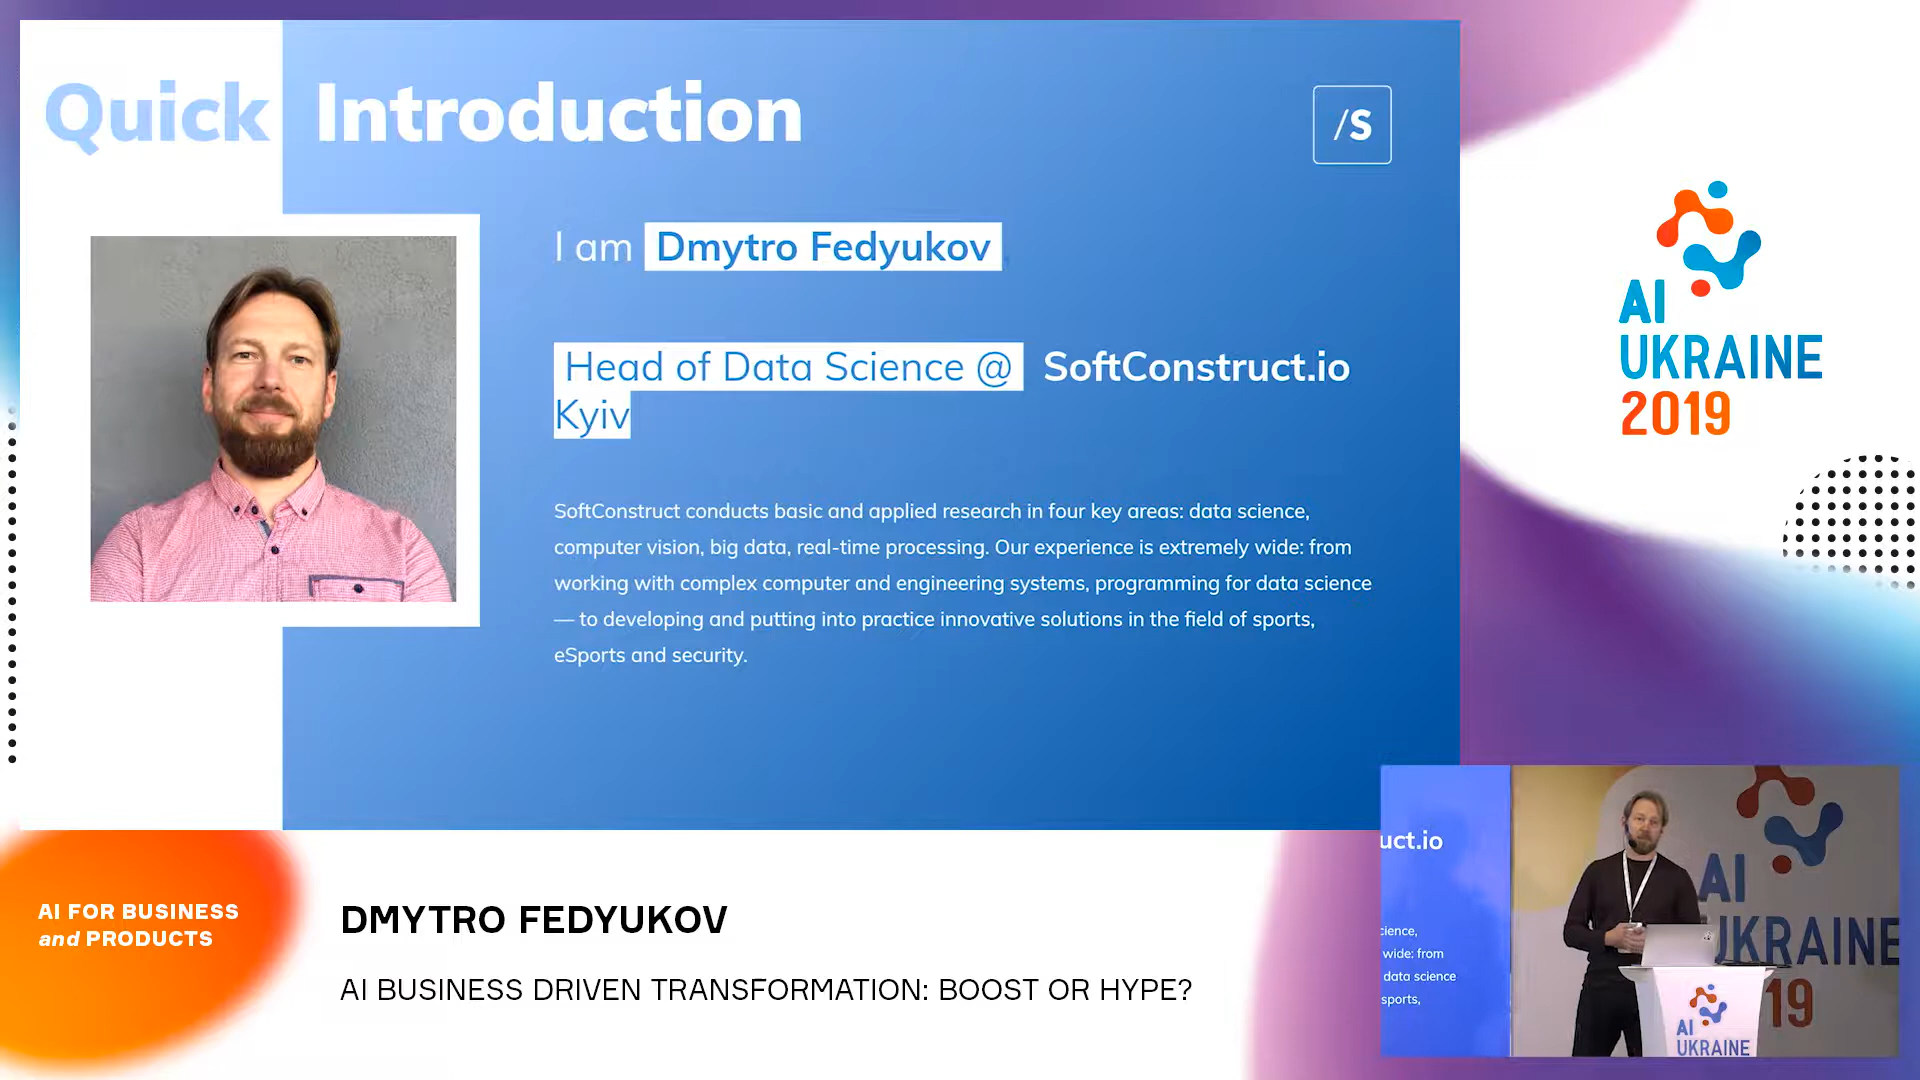 Quick Introduction
/S
I am Dmytro Fedyukov,
Head of Data Science @ SoftConstruct.io
Kyiv
SoftConstruct conducts basic and applied research in four key areas: data science,
computer vision, big data, real-time processing. Our experience is extremely wide: from
working with complex computer and engineering systems, programming for data science
— to developing and putting into practice innovative solutions in the field of sports,
eSports and security.
AI
UKRAINE
2019
AI FOR BUSINESS
and PRODUCTS
DMYTRO FEDYUKOV
AI BUSINESS DRIVEN TRANSFORMATION: BOOST OR HYPE?
uct.io
cience,
wide: from
data science
sports,
AI
UKRAINE
19
AI
UKRAINE